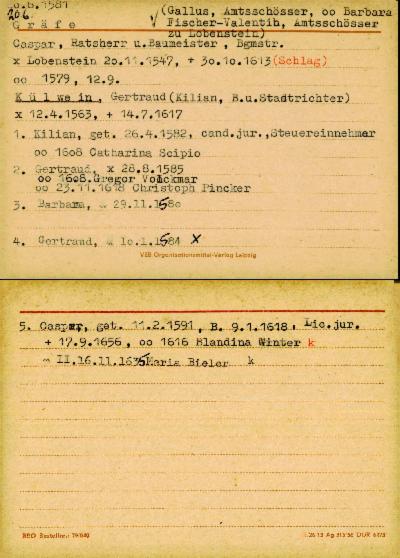 6.8.1581
206.
G r ä f e √ (Gallus, Amtsschösser, oo Barbara
Fischer-Valentin, Amtsschösser
zu Lobenstein)
Caspar, Ratsherr u.Baumeister, Bgmstr.
x Lobenstein 20.11.1547, + 30.10.1613 (Schlag)
oo 1579, 12.9.
K ü l w e i n, Gertraud (Kilian, B.u.Stadtrichter)
x 12.4.1563, + 14.7.1617
1. Kilian, get. 26.4.1582, cand.jur.,Steuereinnehmer
oo 1608 Catharina Scipio
2. Gertraud, x 28.8.1585
oo 1608.Gregor Volckmar
oo 23.11.1618 Christoph Pincker
3. Barbara, 29.11.1580
4. Gertraud, 10.1.1584 x
VEB Organisationsmittel-Verlag Leipzig
5. Caspar, get. 11.2.1591, B. 9.1.1618, Lic.jur.
+ 17.9.1656, oo 1616 Blandina Winter k
II.16.11.1635 Maria Bieler k